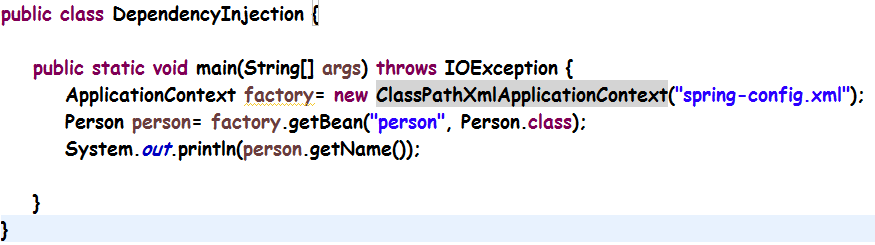 public class DependencyInjection {
public static void main(String[] args) throws IOException {
ApplicationContext factory= new ClassPathXmlApplicationContext("spring-config.xml");
Person person= factory.getBean("person", Person.class);
System.out.println(person.getName());
}
}